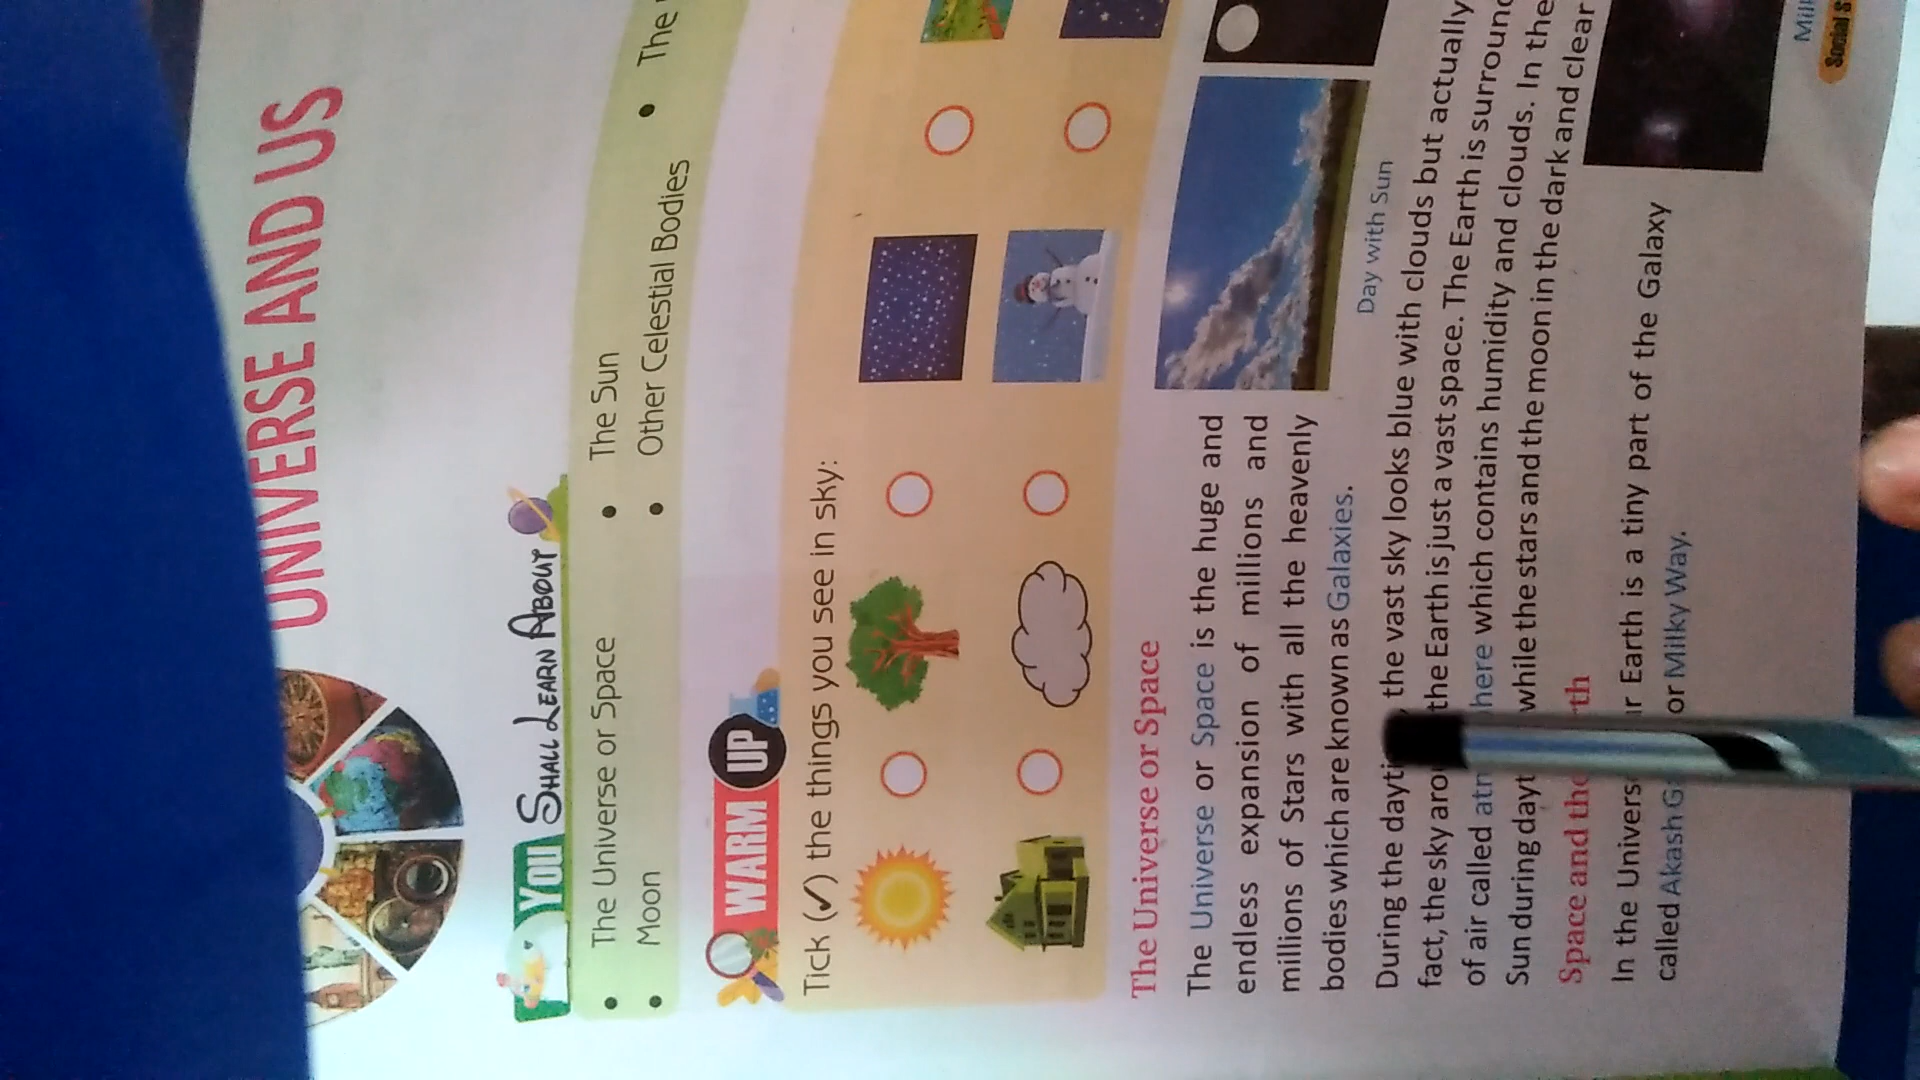 UNIVERSE AND US
You SHALL LEARN ABOUT
• The Universe or Space • The Sun • The
• Moon • Other Celestial Bodies
WARM UP
Tick (✓) the things you see in sky:
The Universe or Space
The Universe or Space is the huge and
endless expansion of millions and
millions of Stars with all the heavenly
bodies which are known as Galaxies.
Day with Sun
During the dayti the vast sky looks blue with clouds but actually
fact, the sky arou the Earth is just a vast space. The Earth is surround
of air called atm here which contains humidity and clouds. In the
Sun during dayt while the stars and the moon in the dark and clear
Space and the rth
In the Univers ur Earth is a tiny part of the Galaxy
called Akash G or Milky Way.
Mil
Social S